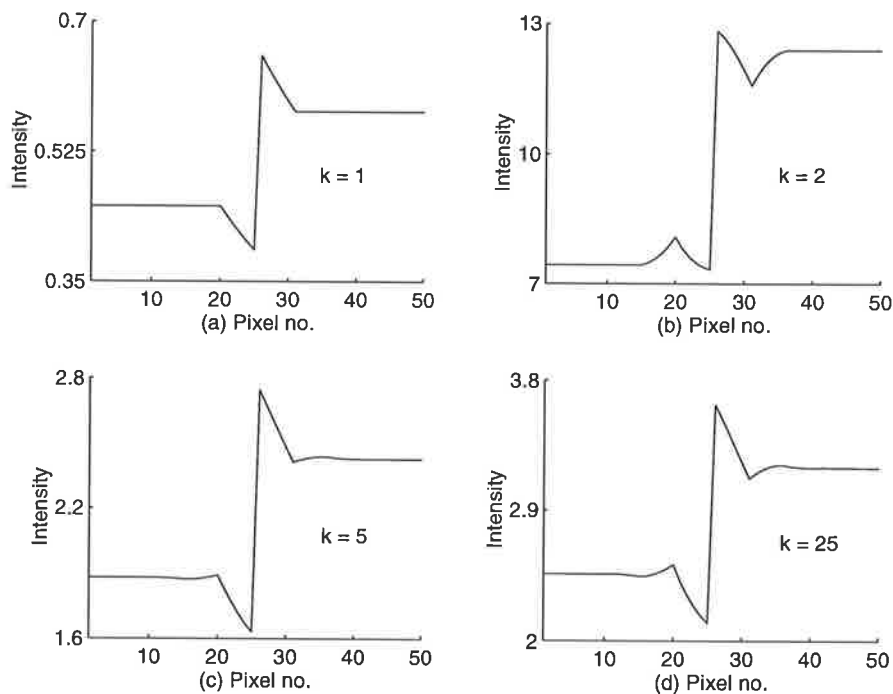 0.7
Intensity
0.525
k = 1
0.35
10 20 30 40 50
(a) Pixel no.
13
Intensity
10
k = 2
7
10 20 30 40 50
(b) Pixel no.
2.8
Intensity
2.2
k = 5
1.6
10 20 30 40 50
(c) Pixel no.
3.8
Intensity
2.9
k = 25
2
10 20 30 40 50
(d) Pixel no.